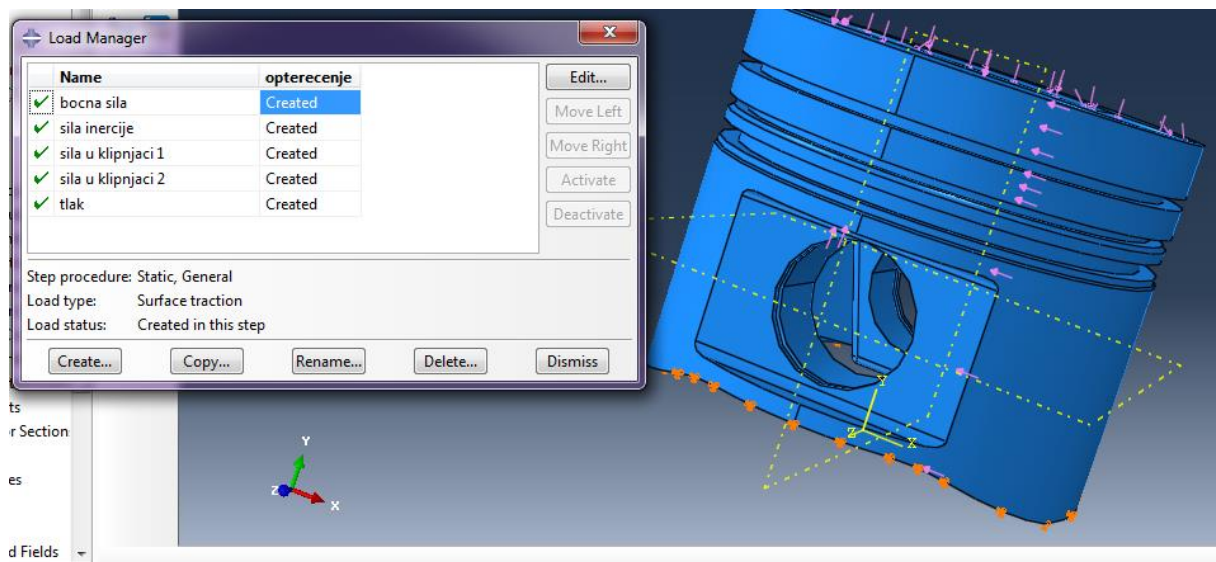 Load Manager
Name opterecenje
bocna sila Created
sila inercije Created
sila u klipnjaci 1 Created
sila u klipnjaci 2 Created
tlak Created
Edit...
Move Left
Move Right
Activate
Deactivate
Step procedure: Static, General
Load type: Surface traction
Load status: Created in this step
Create... Copy... Rename... Delete... Dismiss
ts
r Section
es
d Fields
Y
Z
X
Y
Z
X